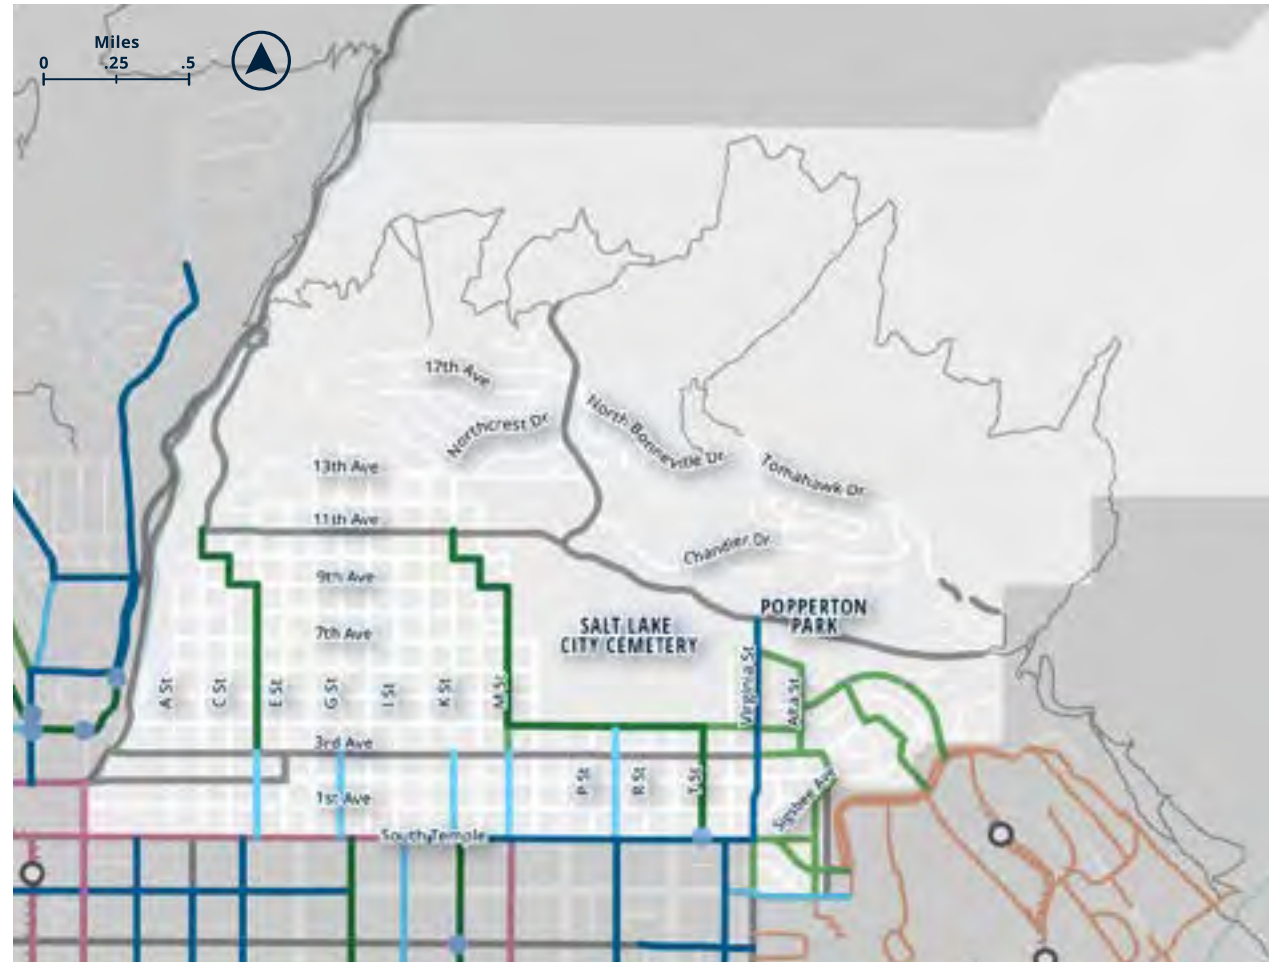 Miles
0 .25 .5
17th Ave
Northcrest Dr
North Bonneville Dr
Tomahawk Dr
13th Ave
11th Ave
Chandler Dr
9th Ave
SALT LAKE
CITY CEMETERY
POPPERTON
PARK
7th Ave
A St
C St
E St
G St
I St
K St
M St
Virginia St
Alta St
3rd Ave
P St
R St
T St
1st Ave
Sigsbee Ave
South Temple